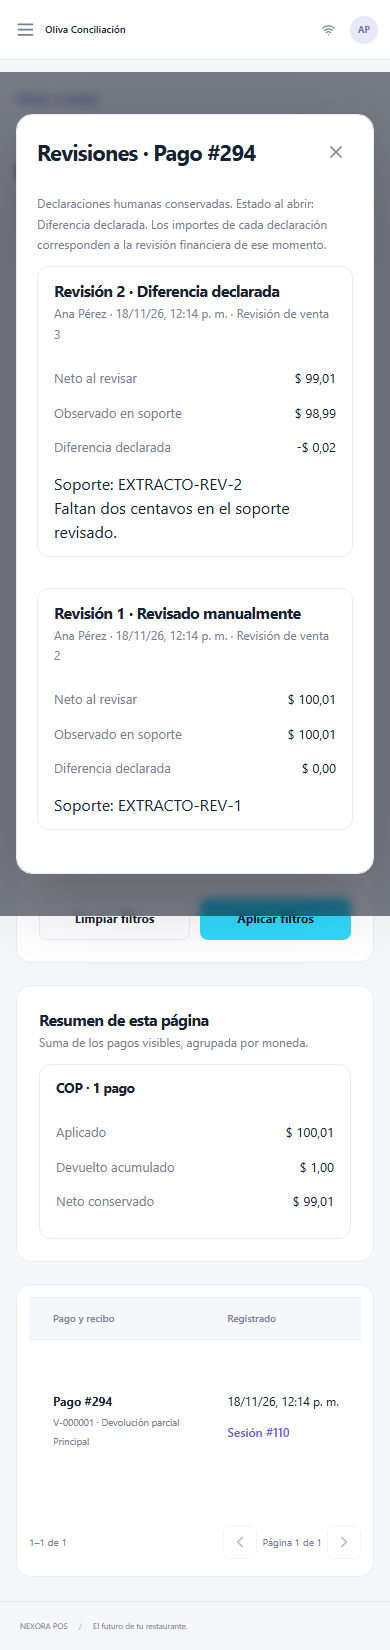 Oliva Conciliación
AP
Revisiones · Pago #294
Declaraciones humanas conservadas. Estado al abrir:
Diferencia declarada. Los importes de cada declaración
corresponden a la revisión financiera de ese momento.
Revisión 2 · Diferencia declarada
Ana Pérez · 18/11/26, 12:14 p. m. · Revisión de venta
3
Neto al revisar $ 99,01
Observado en soporte $ 98,99
Diferencia declarada -$ 0,02
Soporte: EXTRACTO-REV-2
Faltan dos centavos en el soporte
revisado.
Revisión 1 · Revisado manualmente
Ana Pérez · 18/11/26, 12:14 p. m. · Revisión de venta
2
Neto al revisar $ 100,01
Observado en soporte $ 100,01
Diferencia declarada $ 0,00
Soporte: EXTRACTO-REV-1
Limpiar filtros Aplicar filtros
Resumen de esta página
Suma de los pagos visibles, agrupada por moneda.
COP · 1 pago
Aplicado $ 100,01
Devuelto acumulado $ 1,00
Neto conservado $ 99,01
Pago y recibo Registrado
Pago #294 18/11/26, 12:14 p. m.
V-000001 · Devolución parcial Sesión #110
Principal
1–1 de 1 Página 1 de 1
NEXORA POS / El futuro de tu restaurante.